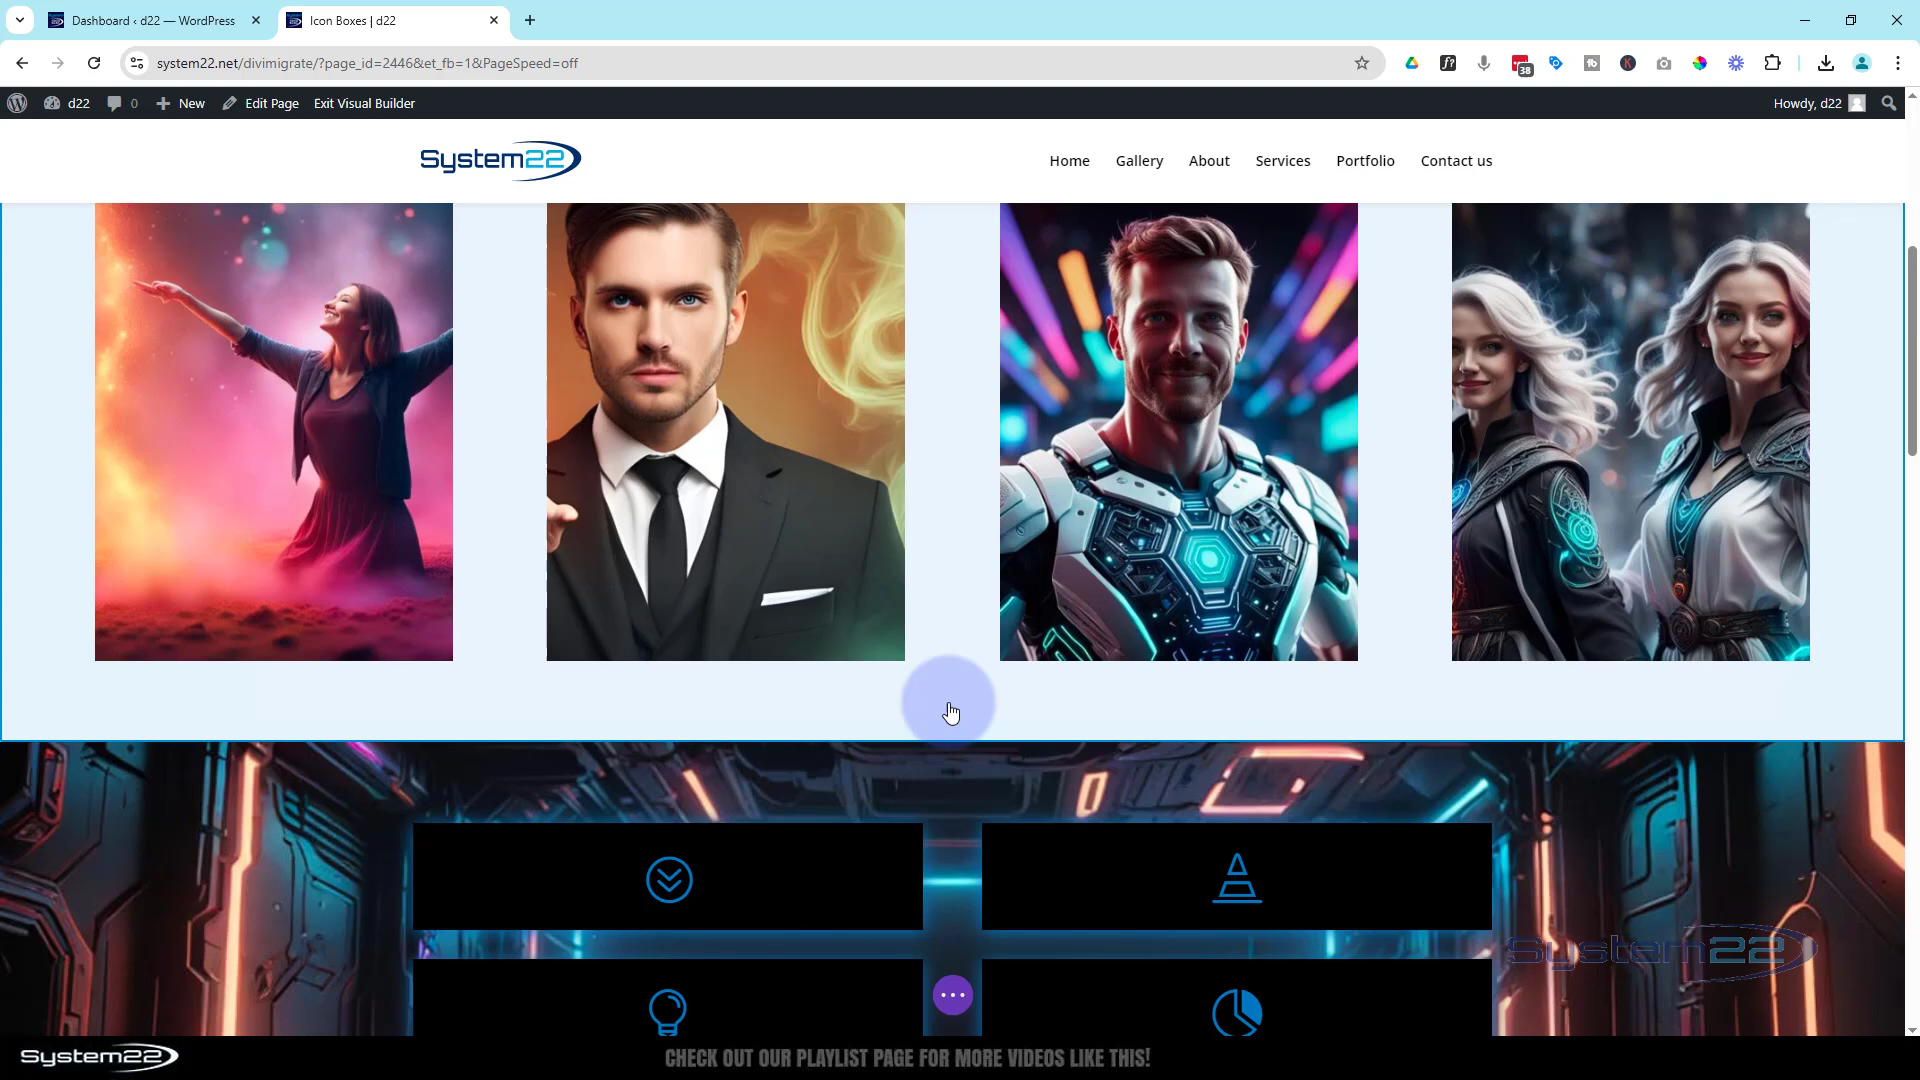 Dashboard ‹ d22 — WordPress
Icon Boxes | d22
system22.net/divimigrate/?page_id=2446&et_fb=1&PageSpeed=off
f?
38
tb
K
d22
0
New
Edit Page
Exit Visual Builder
Howdy, d22
System22
Home
Gallery
About
Services
Portfolio
Contact us
System22
System22
CHECK OUT OUR PLAYLIST PAGE FOR MORE VIDEOS LIKE THIS!